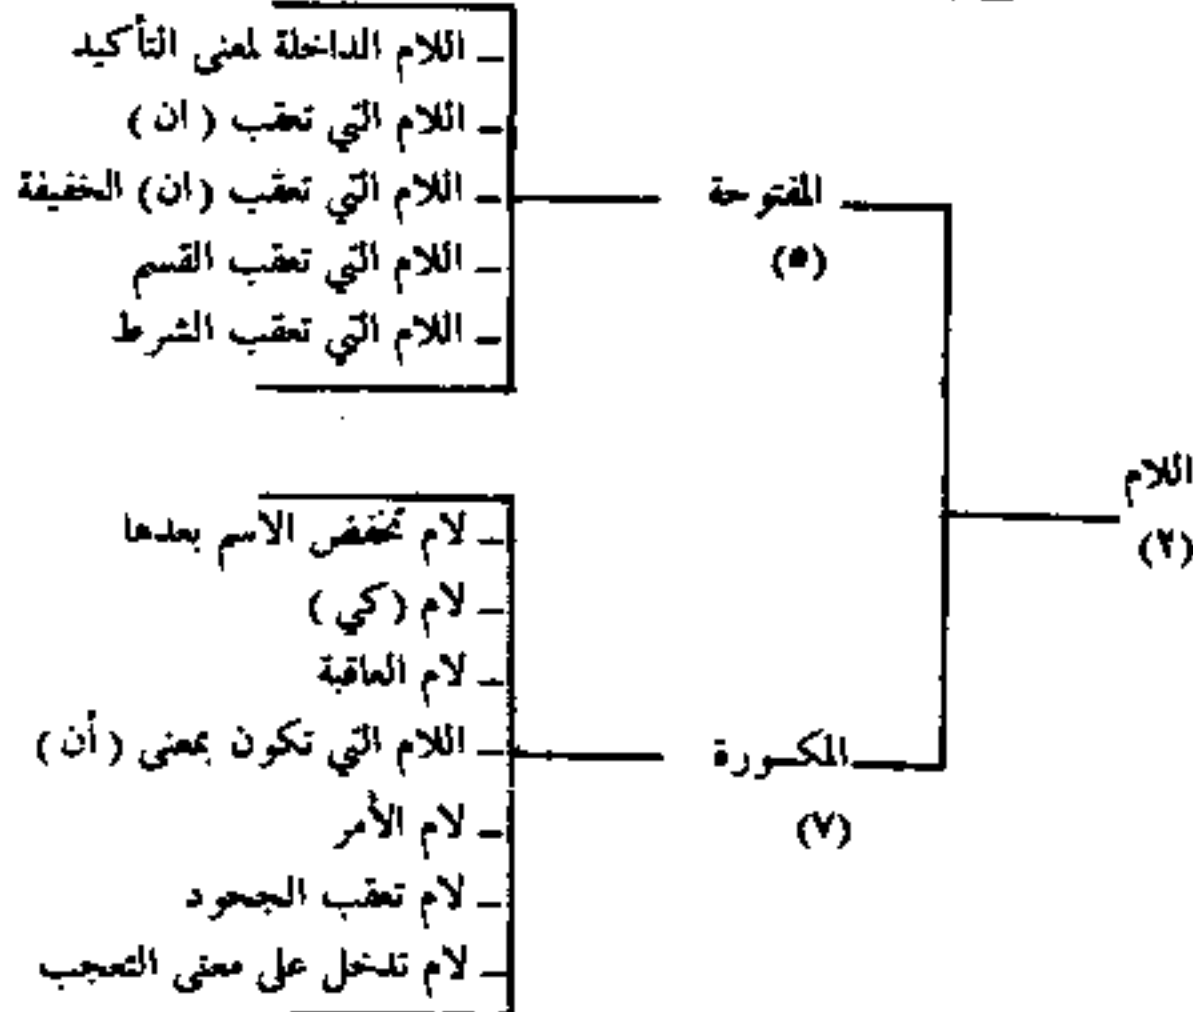 اللام
(٢)
المفتوحة
(٥)
ـ اللام الداخلة لمعنى التأكيد
ـ اللام التي تعقب ( ان )
ـ اللام التي تعقب (ان) الخفيفة
ـ اللام التي تعقب القسم
ـ اللام التي تعقب الشرط
المكسورة
(٧)
ـ لام تخفض الاسم بعدها
ـ لام (كي )
ـ لام العاقبة
ـ اللام التي تكون بمعنى ( أن )
ـ لام الأمر
ـ لام تعقب الجحود
ـ لام تدخل على معنى التعجب